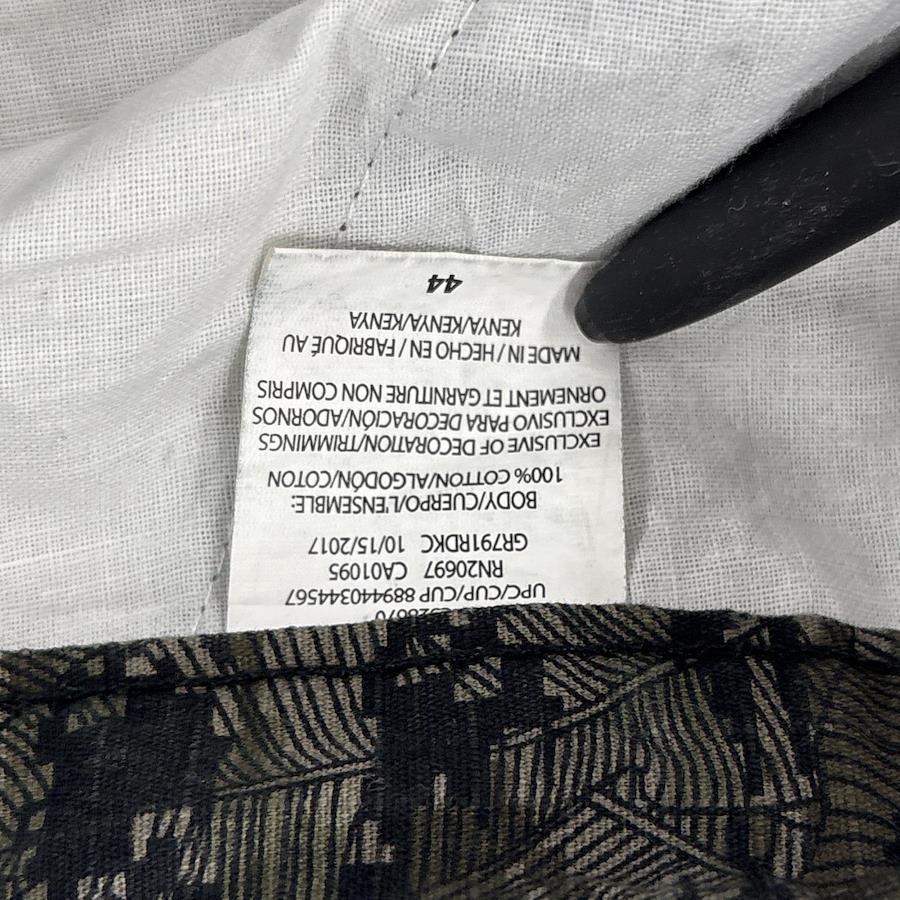 44
KENYA/KENYA/KENYA
MADE IN / HECHO EN / FABRIQUÉ AU
ORNEMENT ET GARNITURE NON COMPRIS
EXCLUSIVO PARA DECORACIÓN/ADORNOS
EXCLUSIVE OF DECORATION/TRIMMINGS
100% COTTON/ALGODÓN/COTON
BODY/CUERPO/L'ENSEMBLE:
GR791RDKC 10/15/2017
RN20697 CA01095
UPC/CUP/CUP 889440344567